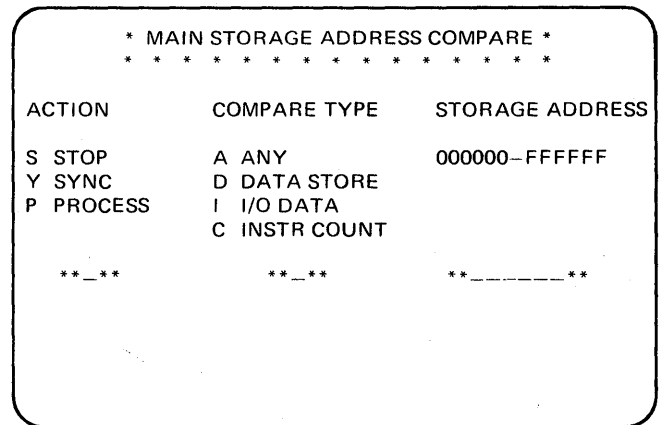 * MAIN STORAGE ADDRESS COMPARE *
* * * * * * * * * * * * * * *
ACTION COMPARE TYPE STORAGE ADDRESS
S STOP A ANY 000000-FFFFFF
Y SYNC D DATA STORE
P PROCESS I I/O DATA
C INSTR COUNT
**_** **_** **______**